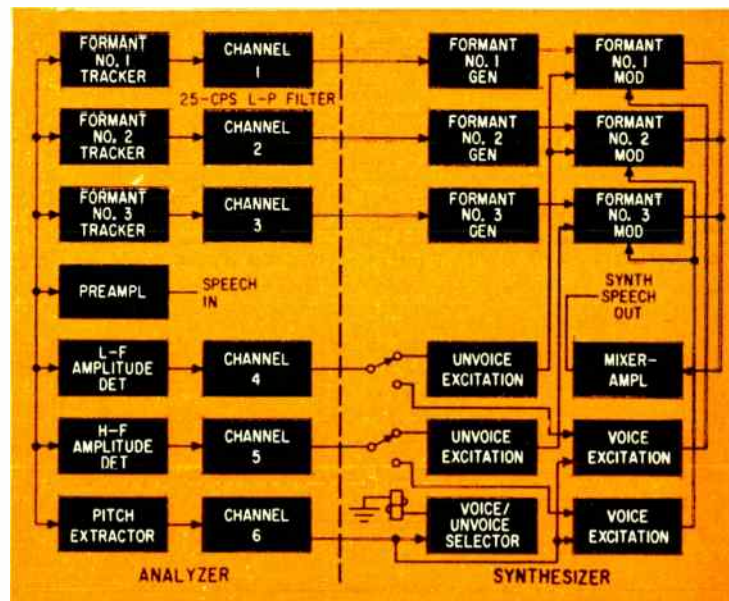 FORMANT
NO. 1
TRACKER
CHANNEL
1
FORMANT
NO. 1
GEN
FORMANT
NO. 1
MOD
25-CPS L-P FILTER
FORMANT
NO. 2
TRACKER
CHANNEL
2
FORMANT
NO. 2
GEN
FORMANT
NO. 2
MOD
FORMANT
NO. 3
TRACKER
CHANNEL
3
FORMANT
NO. 3
GEN
FORMANT
NO. 3
MOD
PREAMPL
SPEECH
IN
SYNTH
SPEECH
OUT
L-F
AMPLITUDE
DET
CHANNEL
4
UNVOICE
EXCITATION
MIXER-
AMPL
H-F
AMPLITUDE
DET
CHANNEL
5
UNVOICE
EXCITATION
VOICE
EXCITATION
PITCH
EXTRACTOR
CHANNEL
6
VOICE/
UNVOICE
SELECTOR
VOICE
EXCITATION
ANALYZER
SYNTHESIZER